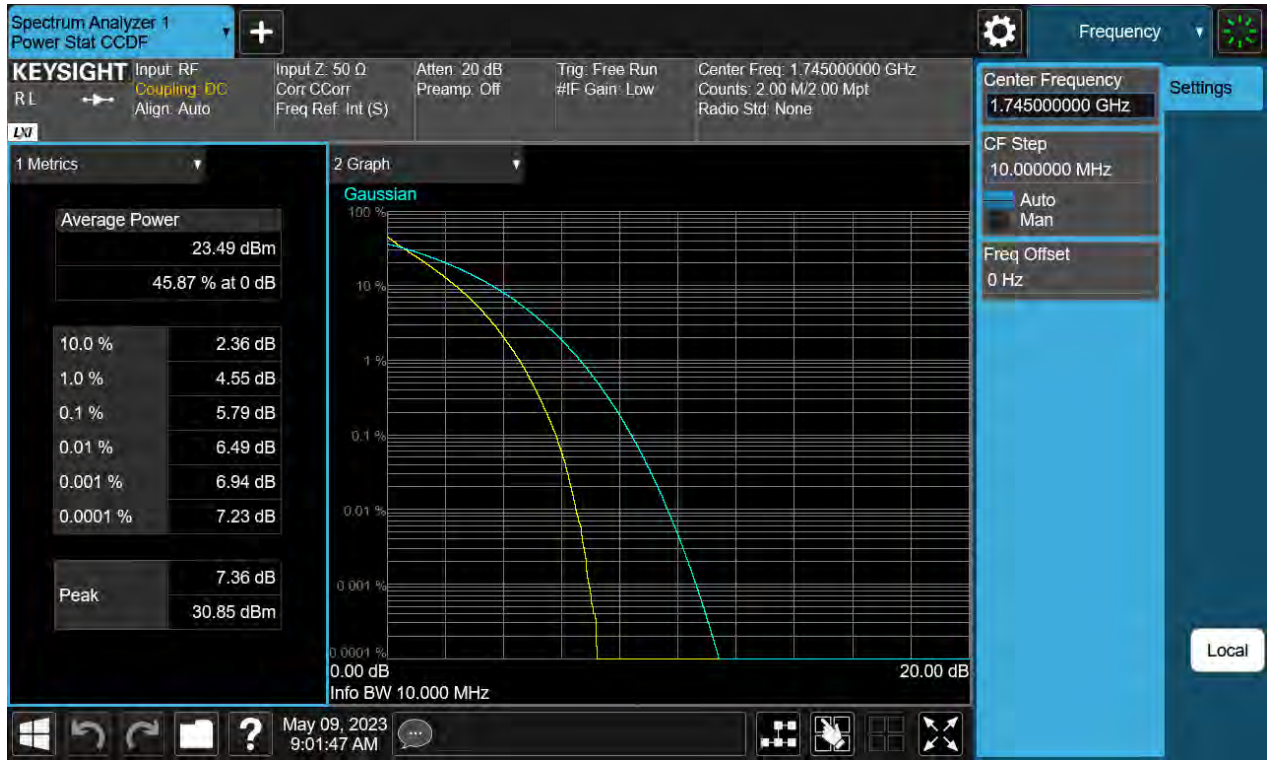 Spectrum Analyzer 1
Power Stat CCDF
+
Frequency
KEYSIGHT
RL
LXI
Input: RF
Coupling: DC
Align: Auto
Input Z: 50 Ω
Corr CCorr
Freq Ref: Int (S)
Atten: 20 dB
Preamp: Off
Trig: Free Run
#IF Gain: Low
Center Freq: 1.745000000 GHz
Counts: 2.00 M/2.00 Mpt
Radio Std: None
Center Frequency
1.745000000 GHz
Settings
CF Step
10.000000 MHz
Auto
Man
Freq Offset
0 Hz
Local
1 Metrics
Average Power
23.49 dBm
45.87 % at 0 dB
10.0 % 2.36 dB
1.0 % 4.55 dB
0.1 % 5.79 dB
0.01 % 6.49 dB
0.001 % 6.94 dB
0.0001 % 7.23 dB
Peak
7.36 dB
30.85 dBm
2 Graph
Gaussian
100 %
10 %
1 %
0.1 %
0.01 %
0.001 %
0.0001 %
0.00 dB 20.00 dB
Info BW 10.000 MHz
?
May 09, 2023
9:01:47 AM